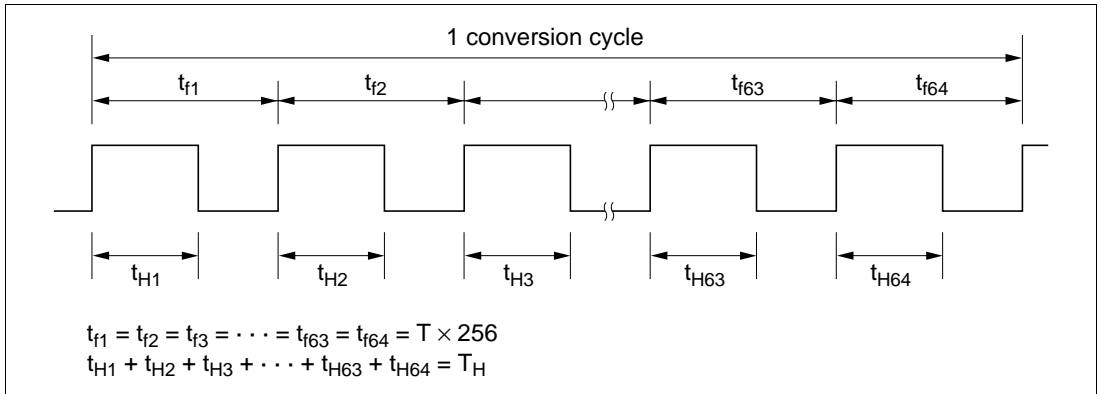 1 conversion cycle
tf1 tf2 tf63 tf64
tH1 tH2 tH3 tH63 tH64
tf1 = tf2 = tf3 = · · · = tf63 = tf64 = T × 256
tH1 + tH2 + tH3 + · · · + tH63 + tH64 = TH